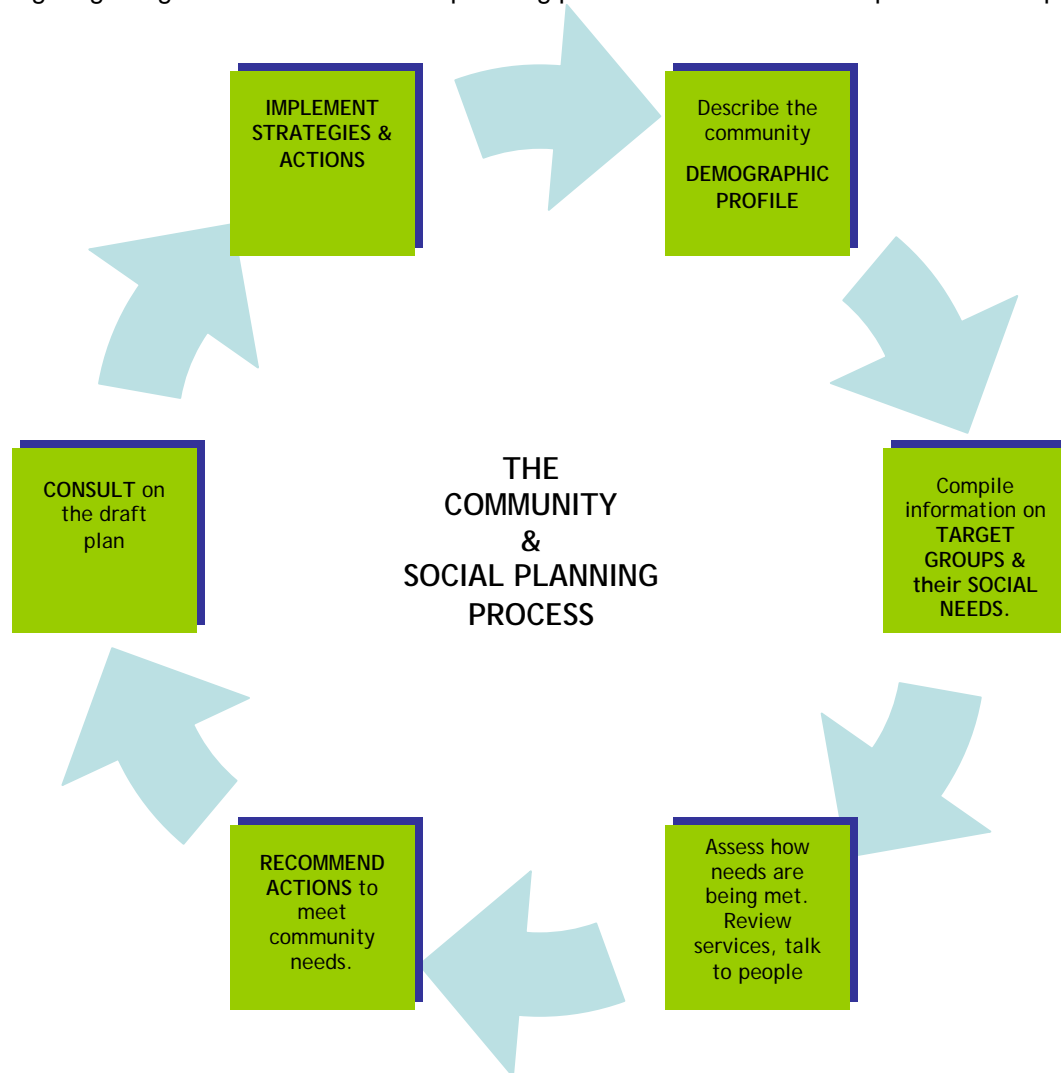 IMPLEMENT
STRATEGIES &
ACTIONS
Describe the
community
DEMOGRAPHIC
PROFILE
Compile
information on
TARGET
GROUPS &
their SOCIAL
NEEDS.
Assess how
needs are
being met.
Review
services, talk
to people
RECOMMEND
ACTIONS to
meet
community
needs.
CONSULT on
the draft
plan
THE
COMMUNITY
&
SOCIAL PLANNING
PROCESS